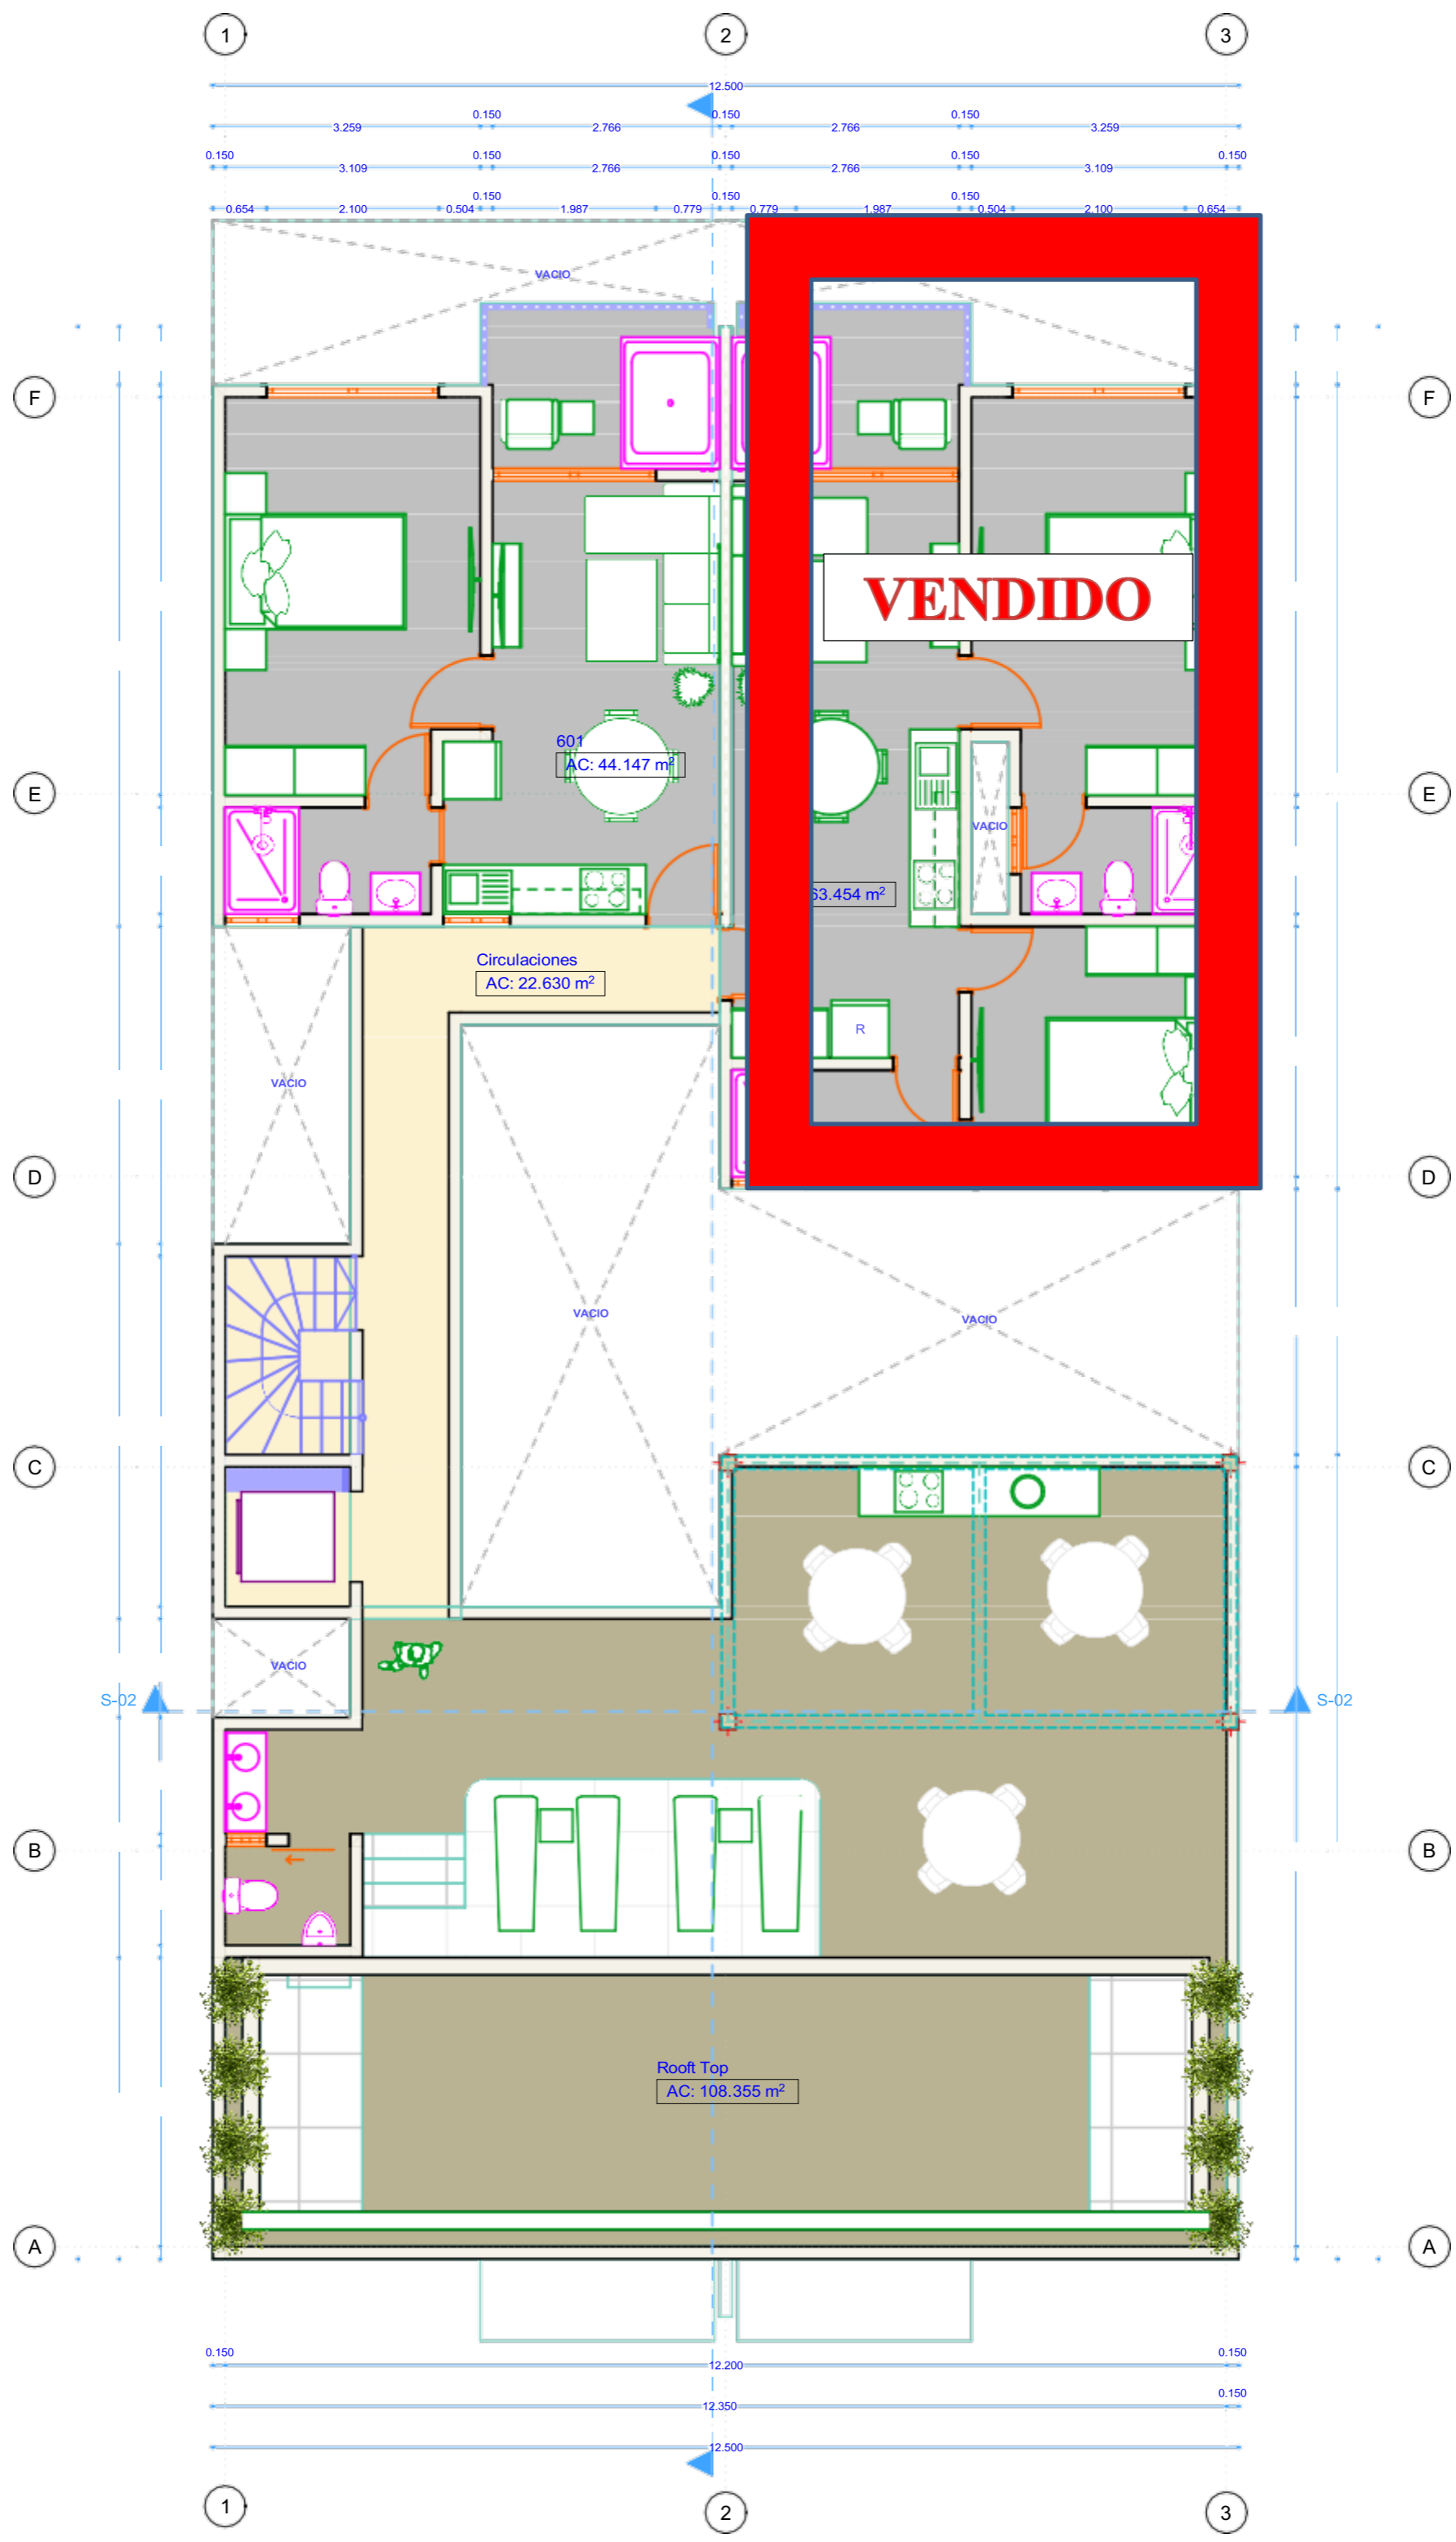 1 2 3
12.500
0.150 0.150 0.150
3.259 2.766 2.766 3.259
0.150 0.150 0.150 0.150 0.150
3.109 2.766 2.766 3.109
0.150 0.150 0.150
0.654 2.100 0.504 1.987 0.779 0.779 1.987 0.504 2.100 0.654
VACIO
F F
VENDIDO
601
AC: 44.147 m²
E E
VACIO
63.454 m²
Circulaciones
AC: 22.630 m²
R
VACIO
D D
VACIO
VACIO
C C
VACIO
S-02 S-02
B B
Rooft Top
AC: 108.355 m²
A A
0.150 0.150
12.200
0.150
12.350
12.500
1 2 3